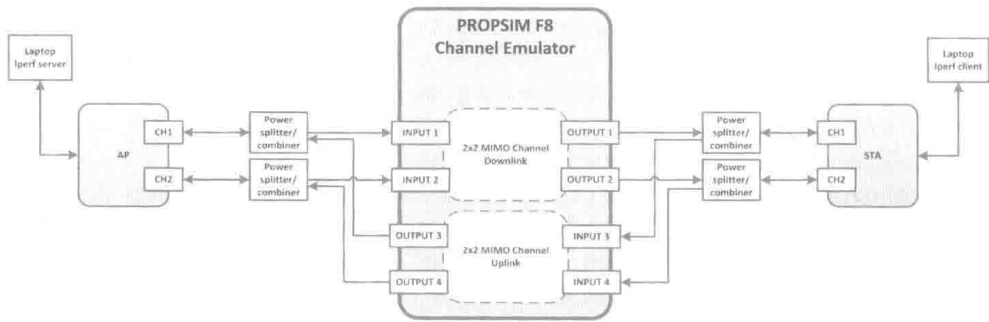 PROPSIM F8
Channel Emulator
Laptop
Iperf server
Laptop
Iperf client
AP
CH1
CH2
Power
splitter/
combiner
Power
splitter/
combiner
INPUT 1
INPUT 2
OUTPUT 3
OUTPUT 4
2x2 MIMO Channel
Downlink
2x2 MIMO Channel
Uplink
OUTPUT 1
OUTPUT 2
INPUT 3
INPUT 4
Power
splitter/
combiner
Power
splitter/
combiner
CH1
CH2
STA